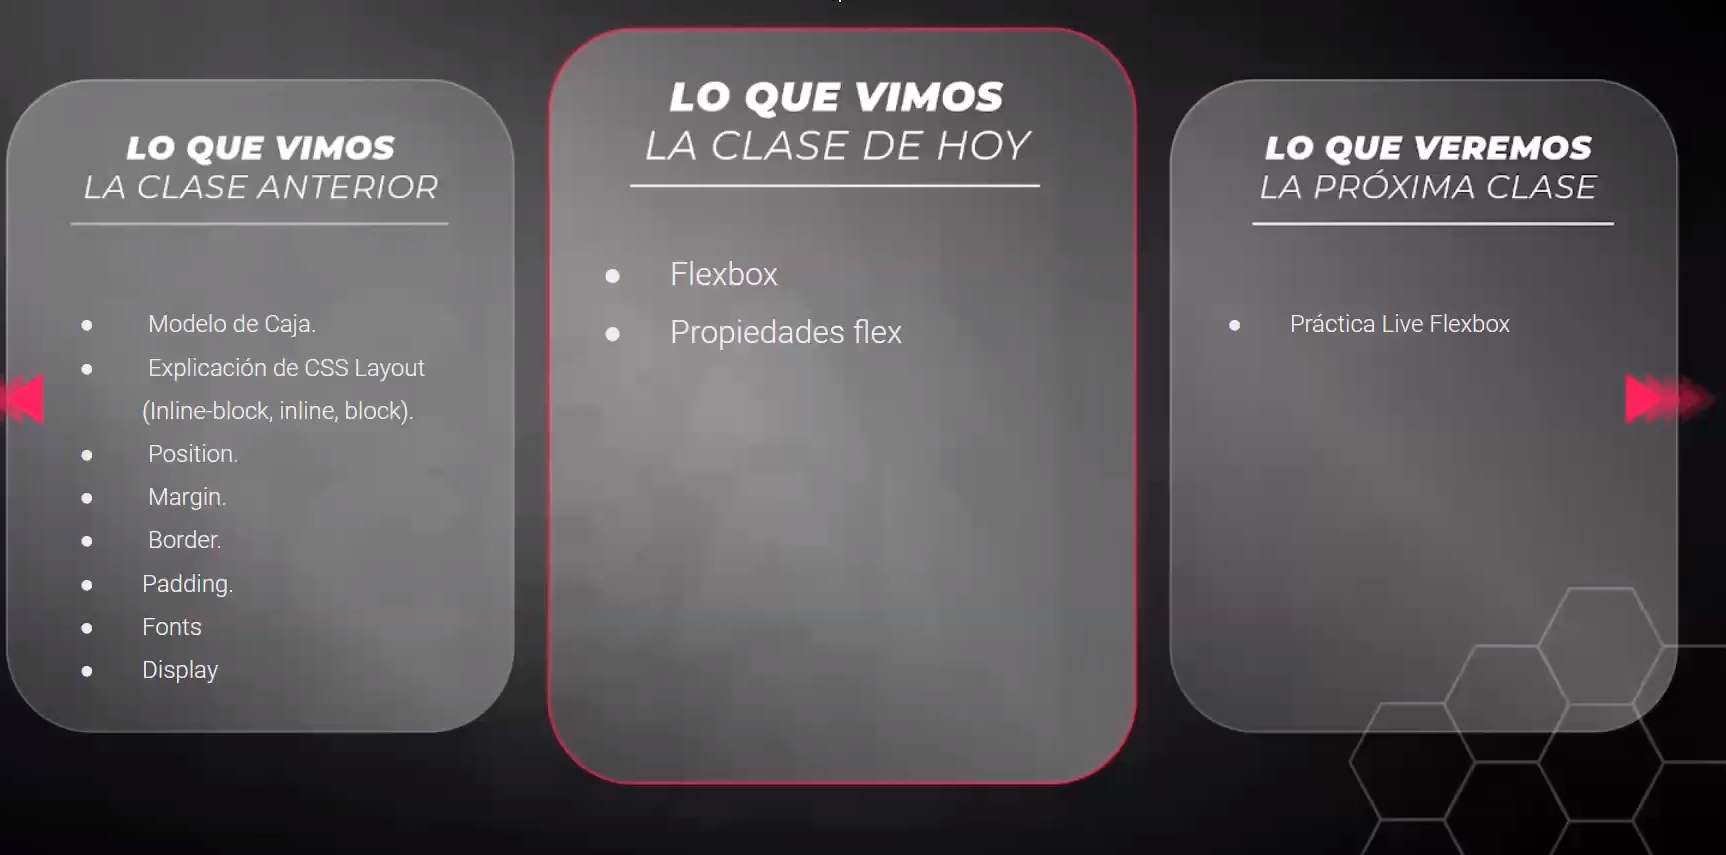 LO QUE VIMOS
LA CLASE ANTERIOR
● Modelo de Caja.
● Explicación de CSS Layout
(Inline-block, inline, block).
● Position.
● Margin.
● Border.
● Padding.
● Fonts
● Display
LO QUE VIMOS
LA CLASE DE HOY
● Flexbox
● Propiedades flex
LO QUE VEREMOS
LA PRÓXIMA CLASE
● Práctica Live Flexbox